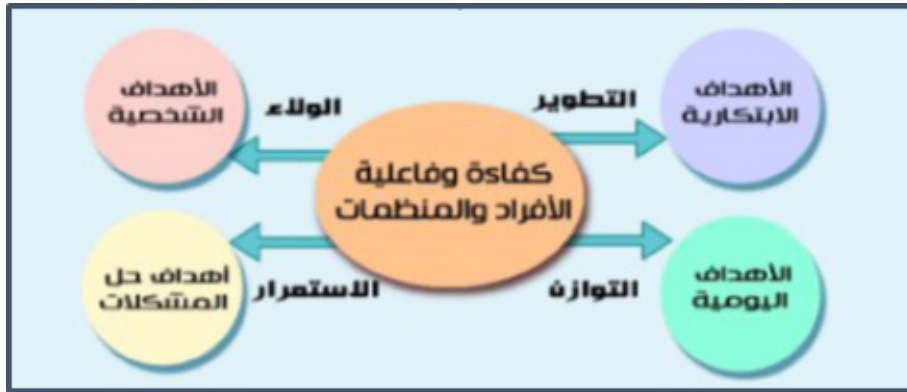 الأهداف
الابتكارية
التطوير
الولاء
الأهداف
الشخصية
كفاءة وفاعلية
الأفراد والمنظمات
الأهداف
اليومية
التوازن
الاستمرار
أهداف حل
المشكلات